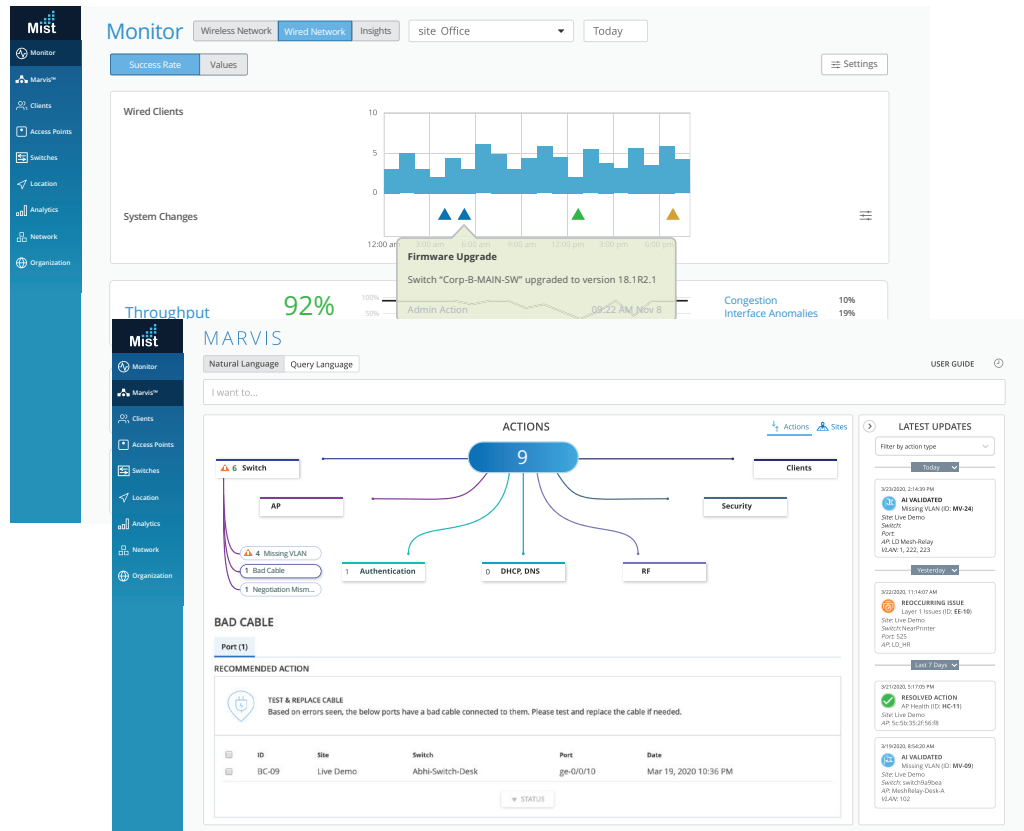 Mist
Monitor
Marvis™
Clients
Access Points
Switches
Location
Analytics
Network
Organization
Monitor
Wireless Network
Wired Network
Insights
site Office
Today
Success Rate
Values
Settings
Wired Clients
10
5
0
System Changes
12:00 am
3:00 am
6:00 am
9:00 am
12:00 pm
3:00 pm
6:00 pm
Firmware Upgrade
Switch “Corp-B-MAIN-SW” upgraded to version 18.1R2.1
Admin Action
09:22 AM Nov 8
Throughput
92%
100%
50%
Congestion
10%
Interface Anomalies
19%
Mist
Monitor
Marvis™
Clients
Access Points
Switches
Location
Analytics
Network
Organization
MARVIS
Natural Language
Query Language
USER GUIDE
I want to...
ACTIONS
Actions
Sites
9
6 Switch
Clients
AP
Security
4 Missing VLAN
1 Bad Cable
1 Negotiation Mism...
1 Authentication
0 DHCP, DNS
RF
BAD CABLE
Port (1)
RECOMMENDED ACTION
TEST & REPLACE CABLE
Based on errors seen, the below ports have a bad cable connected to them. Please test and replace the cable if needed.
ID Site Switch Port Date
BC-09 Live Demo Abhi-Switch-Desk ge-0/0/10 Mar 19, 2020 10:36 PM
STATUS
LATEST UPDATES
Filter by action type
Today
3/23/2020, 2:14:39 PM
AI VALIDATED
Missing VLAN (ID: MV-24)
Site: Live Demo
Switch:
Port:
AP: LD Mesh-Relay
VLAN: 1, 222, 223
Yesterday
3/22/2020, 11:14:07 AM
REOCCURRING ISSUE
Layer 1 Issues (ID: EE-10)
Site: Live Demo
Switch: NearPrinter
Port: 525
AP: LD_HR
Last 7 Days
3/21/2020, 5:17:05 PM
RESOLVED ACTION
AP Health (ID: HC-11)
Site: Live Demo
AP: 5c:5b:35:2f:56:f8
3/19/2020, 8:54:20 AM
AI VALIDATED
Missing VLAN (ID: MV-09)
Site: Live Demo
Switch: switch9a9bea
AP: MeshRelay-Desk-A
VLAN: 102